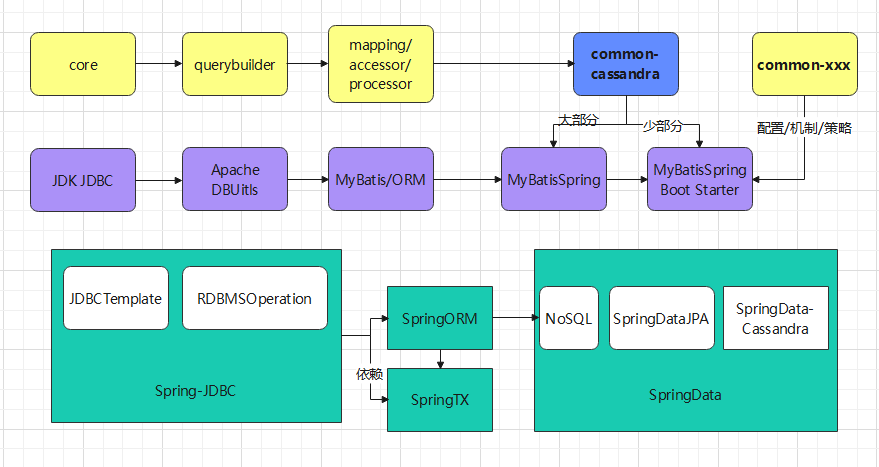 core
querybuilder
mapping/
accessor/
processor
common-
cassandra
common-xxx
大部分
少部分
配置/机制/策略
JDK JDBC
Apache
DBUitls
MyBatis/ORM
MyBatisSpring
MyBatisSpring
Boot Starter
JDBCTemplate
RDBMSOperation
Spring-JDBC
依赖
SpringORM
SpringTX
NoSQL
SpringDataJPA
SpringData-
Cassandra
SpringData